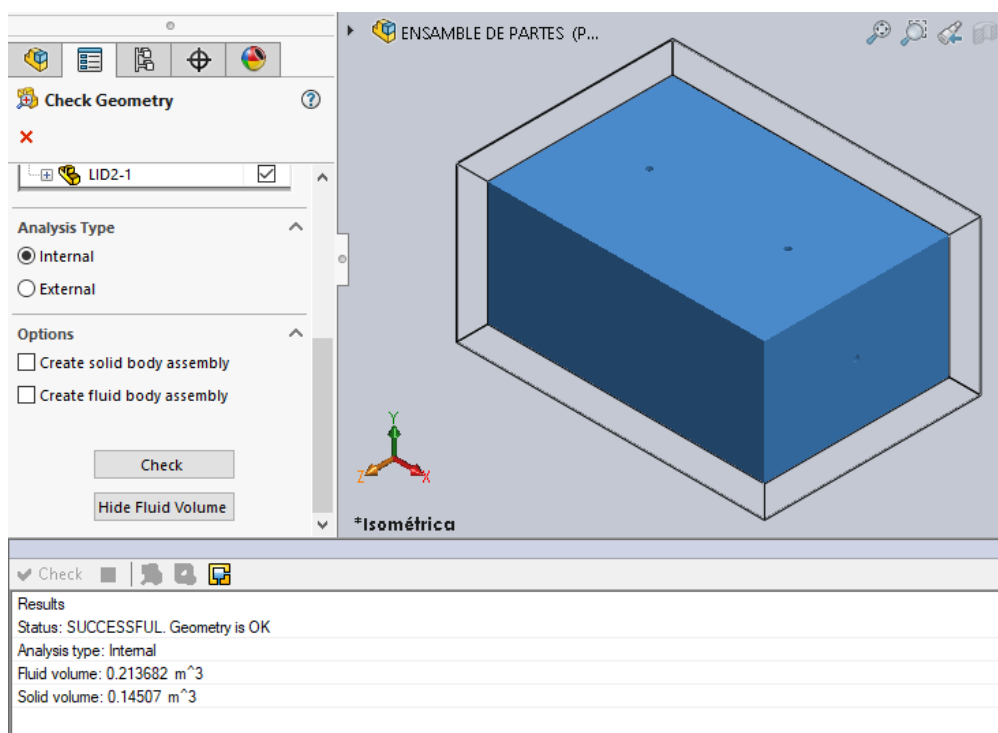 ENSAMBLE DE PARTES (P...
Check Geometry
LID2-1
Analysis Type
Internal
External
Options
Create solid body assembly
Create fluid body assembly
Check
Hide Fluid Volume
Y
Z
X
*Isométrica
Check
Results
Status: SUCCESSFUL. Geometry is OK
Analysis type: Internal
Fluid volume: 0.213682 m^3
Solid volume: 0.14507 m^3